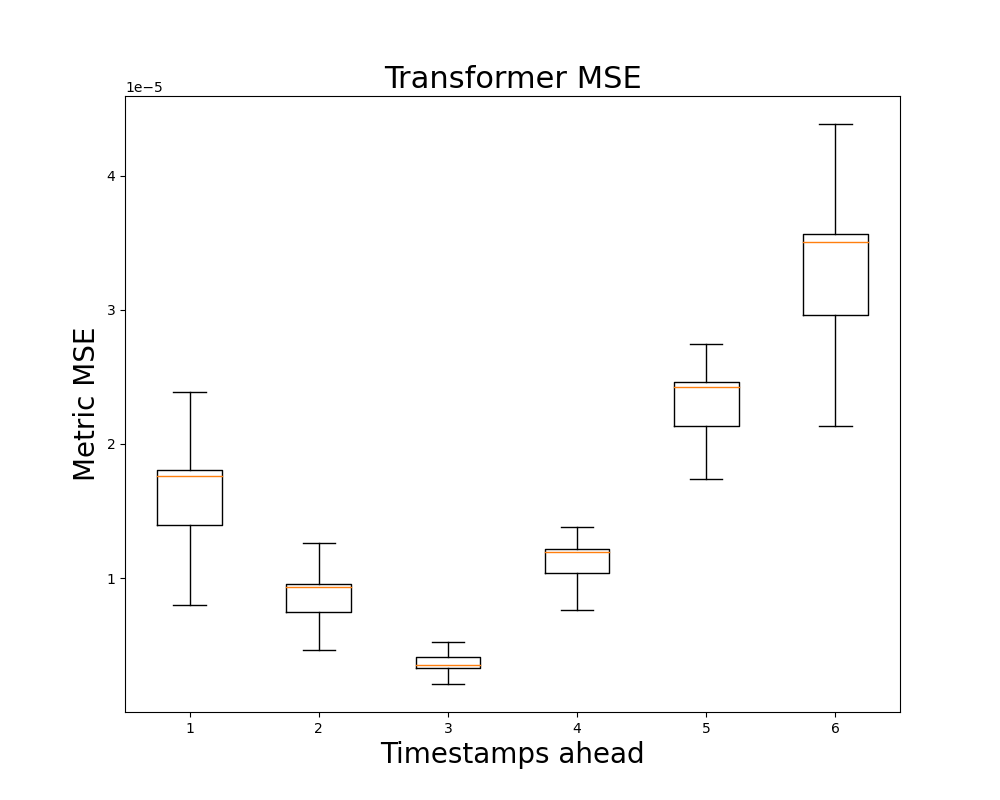 Transformer MSE
1e−5
4
3
2
1
Metric MSE
1 2 3 4 5 6
Timestamps ahead